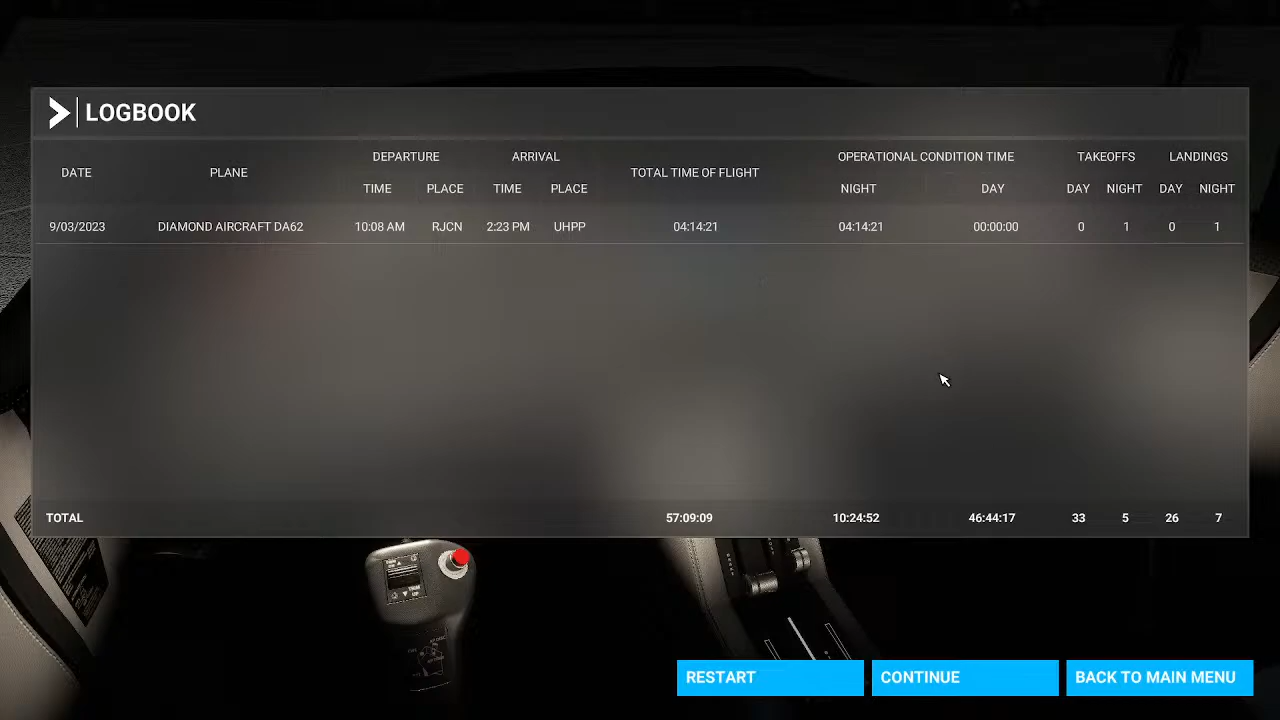 LOGBOOK
DEPARTURE ARRIVAL OPERATIONAL CONDITION TIME TAKEOFFS LANDINGS
DATE PLANE TOTAL TIME OF FLIGHT
TIME PLACE TIME PLACE NIGHT DAY DAY NIGHT DAY NIGHT
9/03/2023 DIAMOND AIRCRAFT DA62 10:08 AM RJCN 2:23 PM UHPP 04:14:21 04:14:21 00:00:00 0 1 0 1
TOTAL 57:09:09 10:24:52 46:44:17 33 5 26 7
RESTART CONTINUE BACK TO MAIN MENU